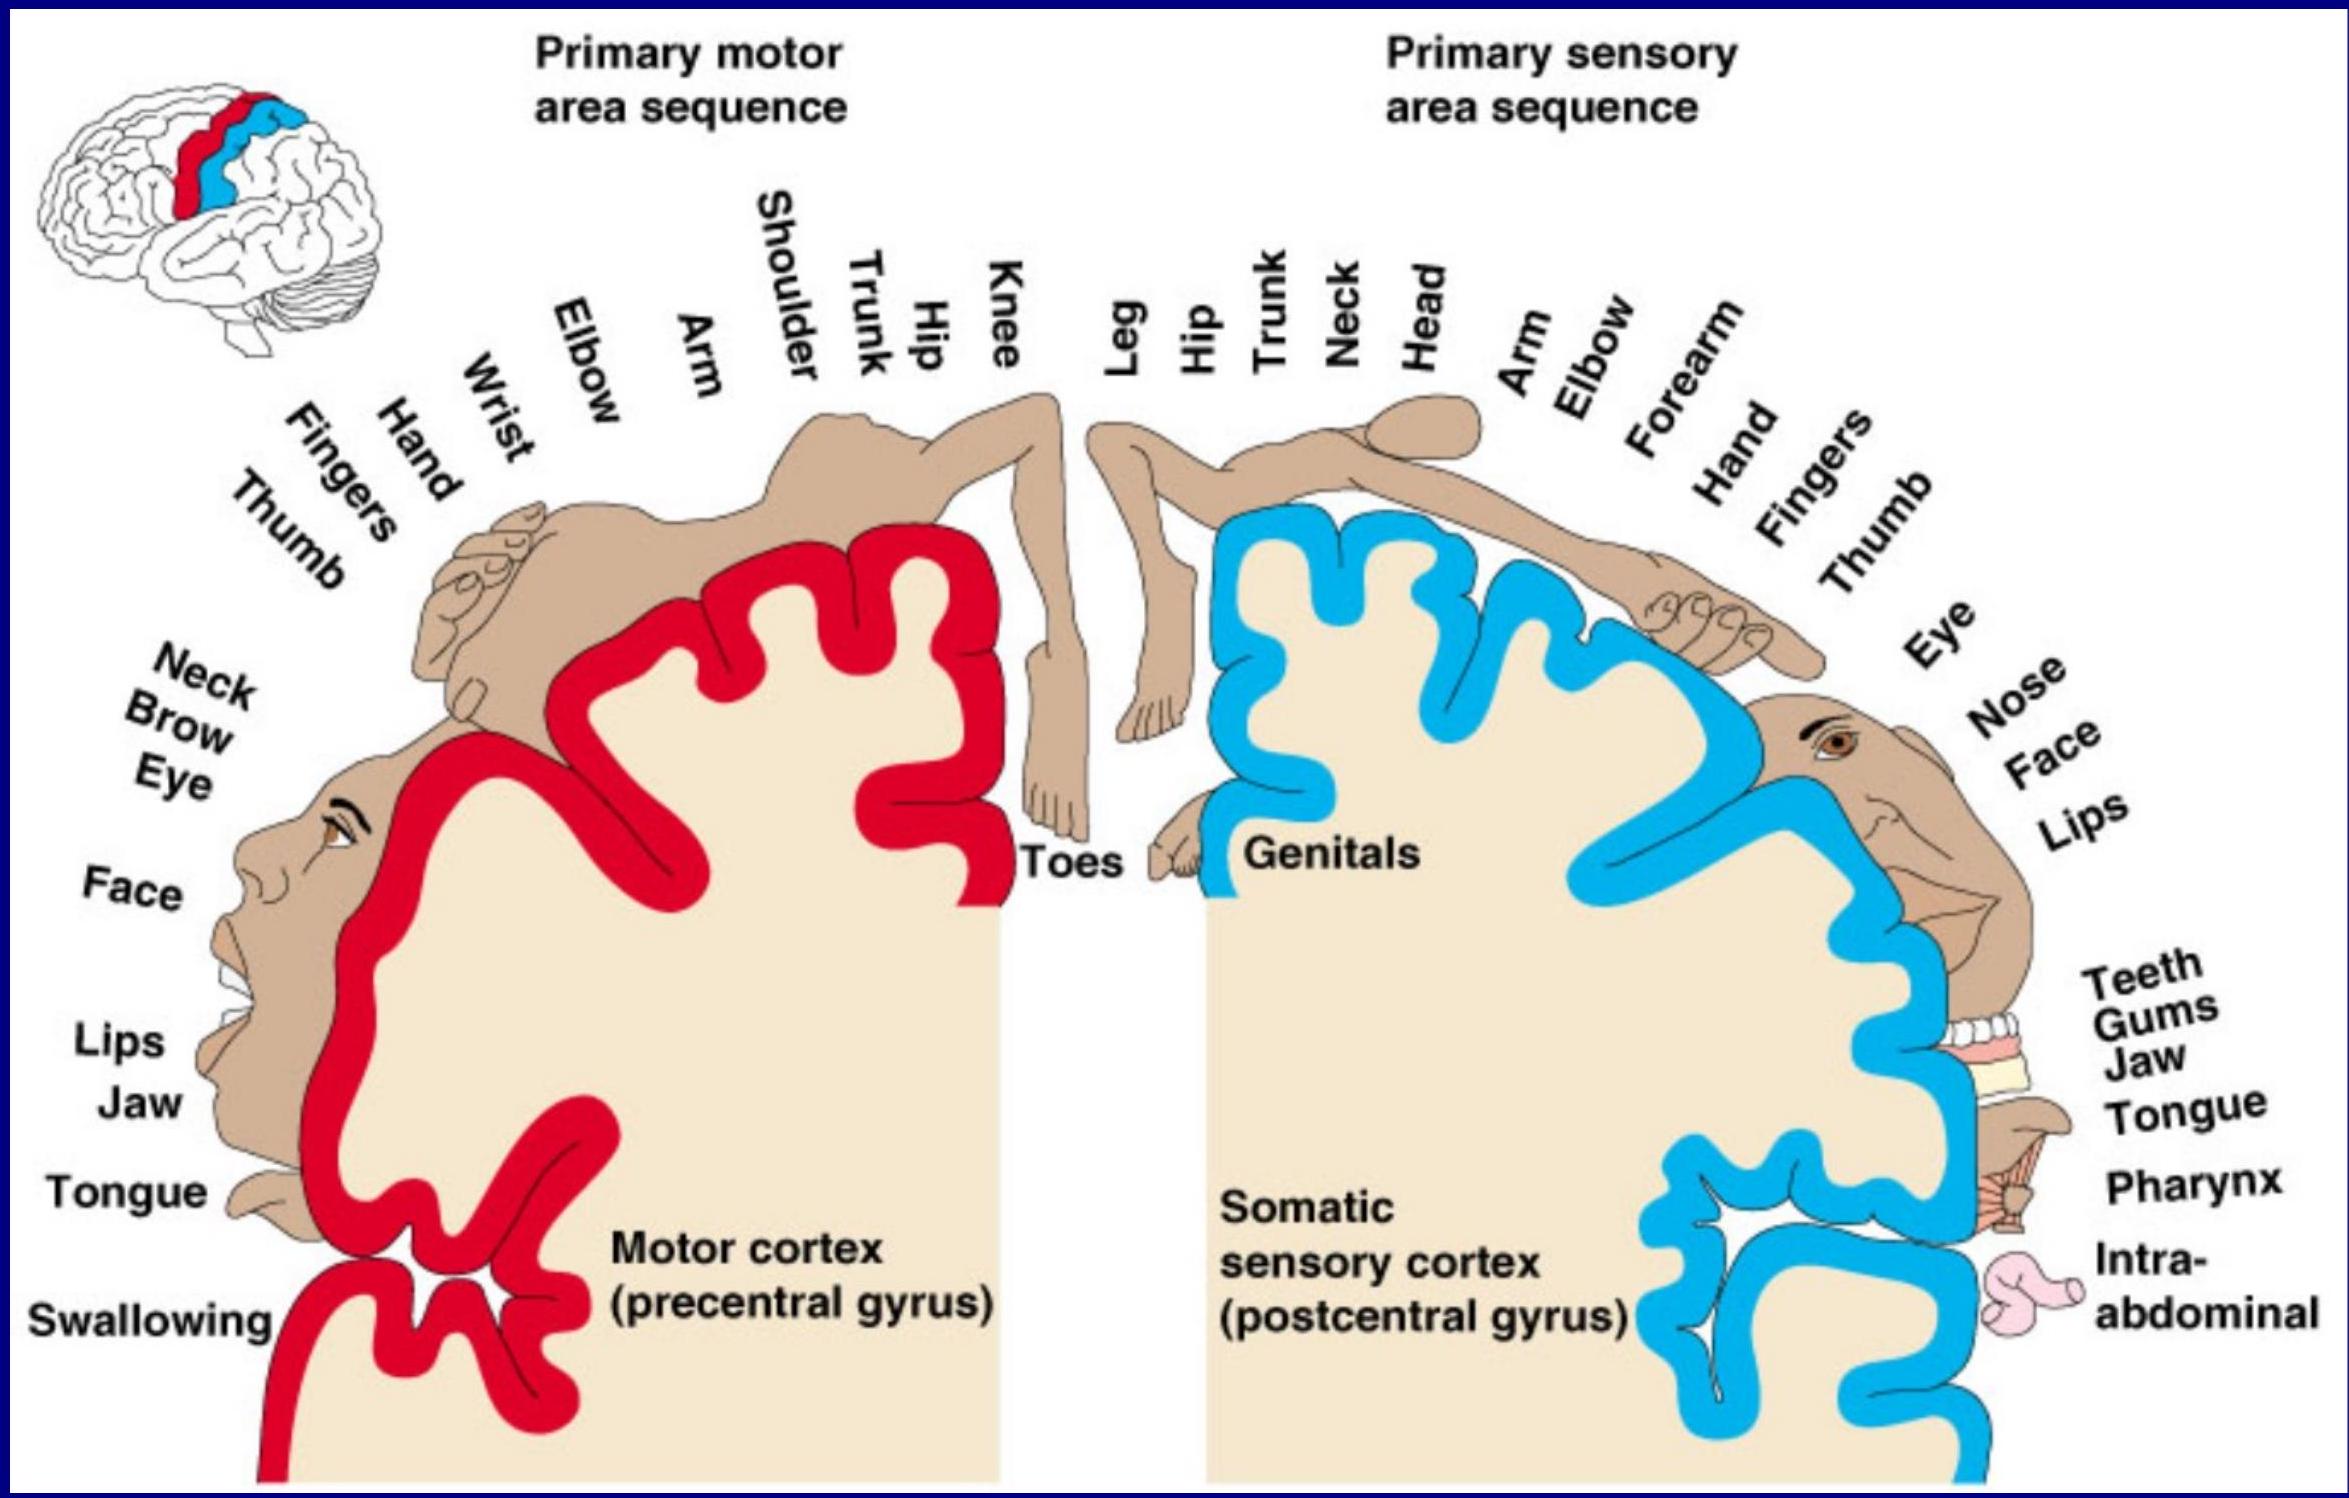 Primary motor
area sequence
Primary sensory
area sequence
Shoulder
Trunk
Hip
Knee
Arm
Elbow
Wrist
Hand
Fingers
Thumb
Neck
Brow
Eye
Face
Lips
Jaw
Tongue
Swallowing
Toes
Motor cortex
(precentral gyrus)
Leg
Hip
Trunk
Neck
Head
Arm
Elbow
Forearm
Hand
Fingers
Thumb
Eye
Nose
Face
Lips
Teeth
Gums
Jaw
Tongue
Pharynx
Intra-
abdominal
Genitals
Somatic
sensory cortex
(postcentral gyrus)